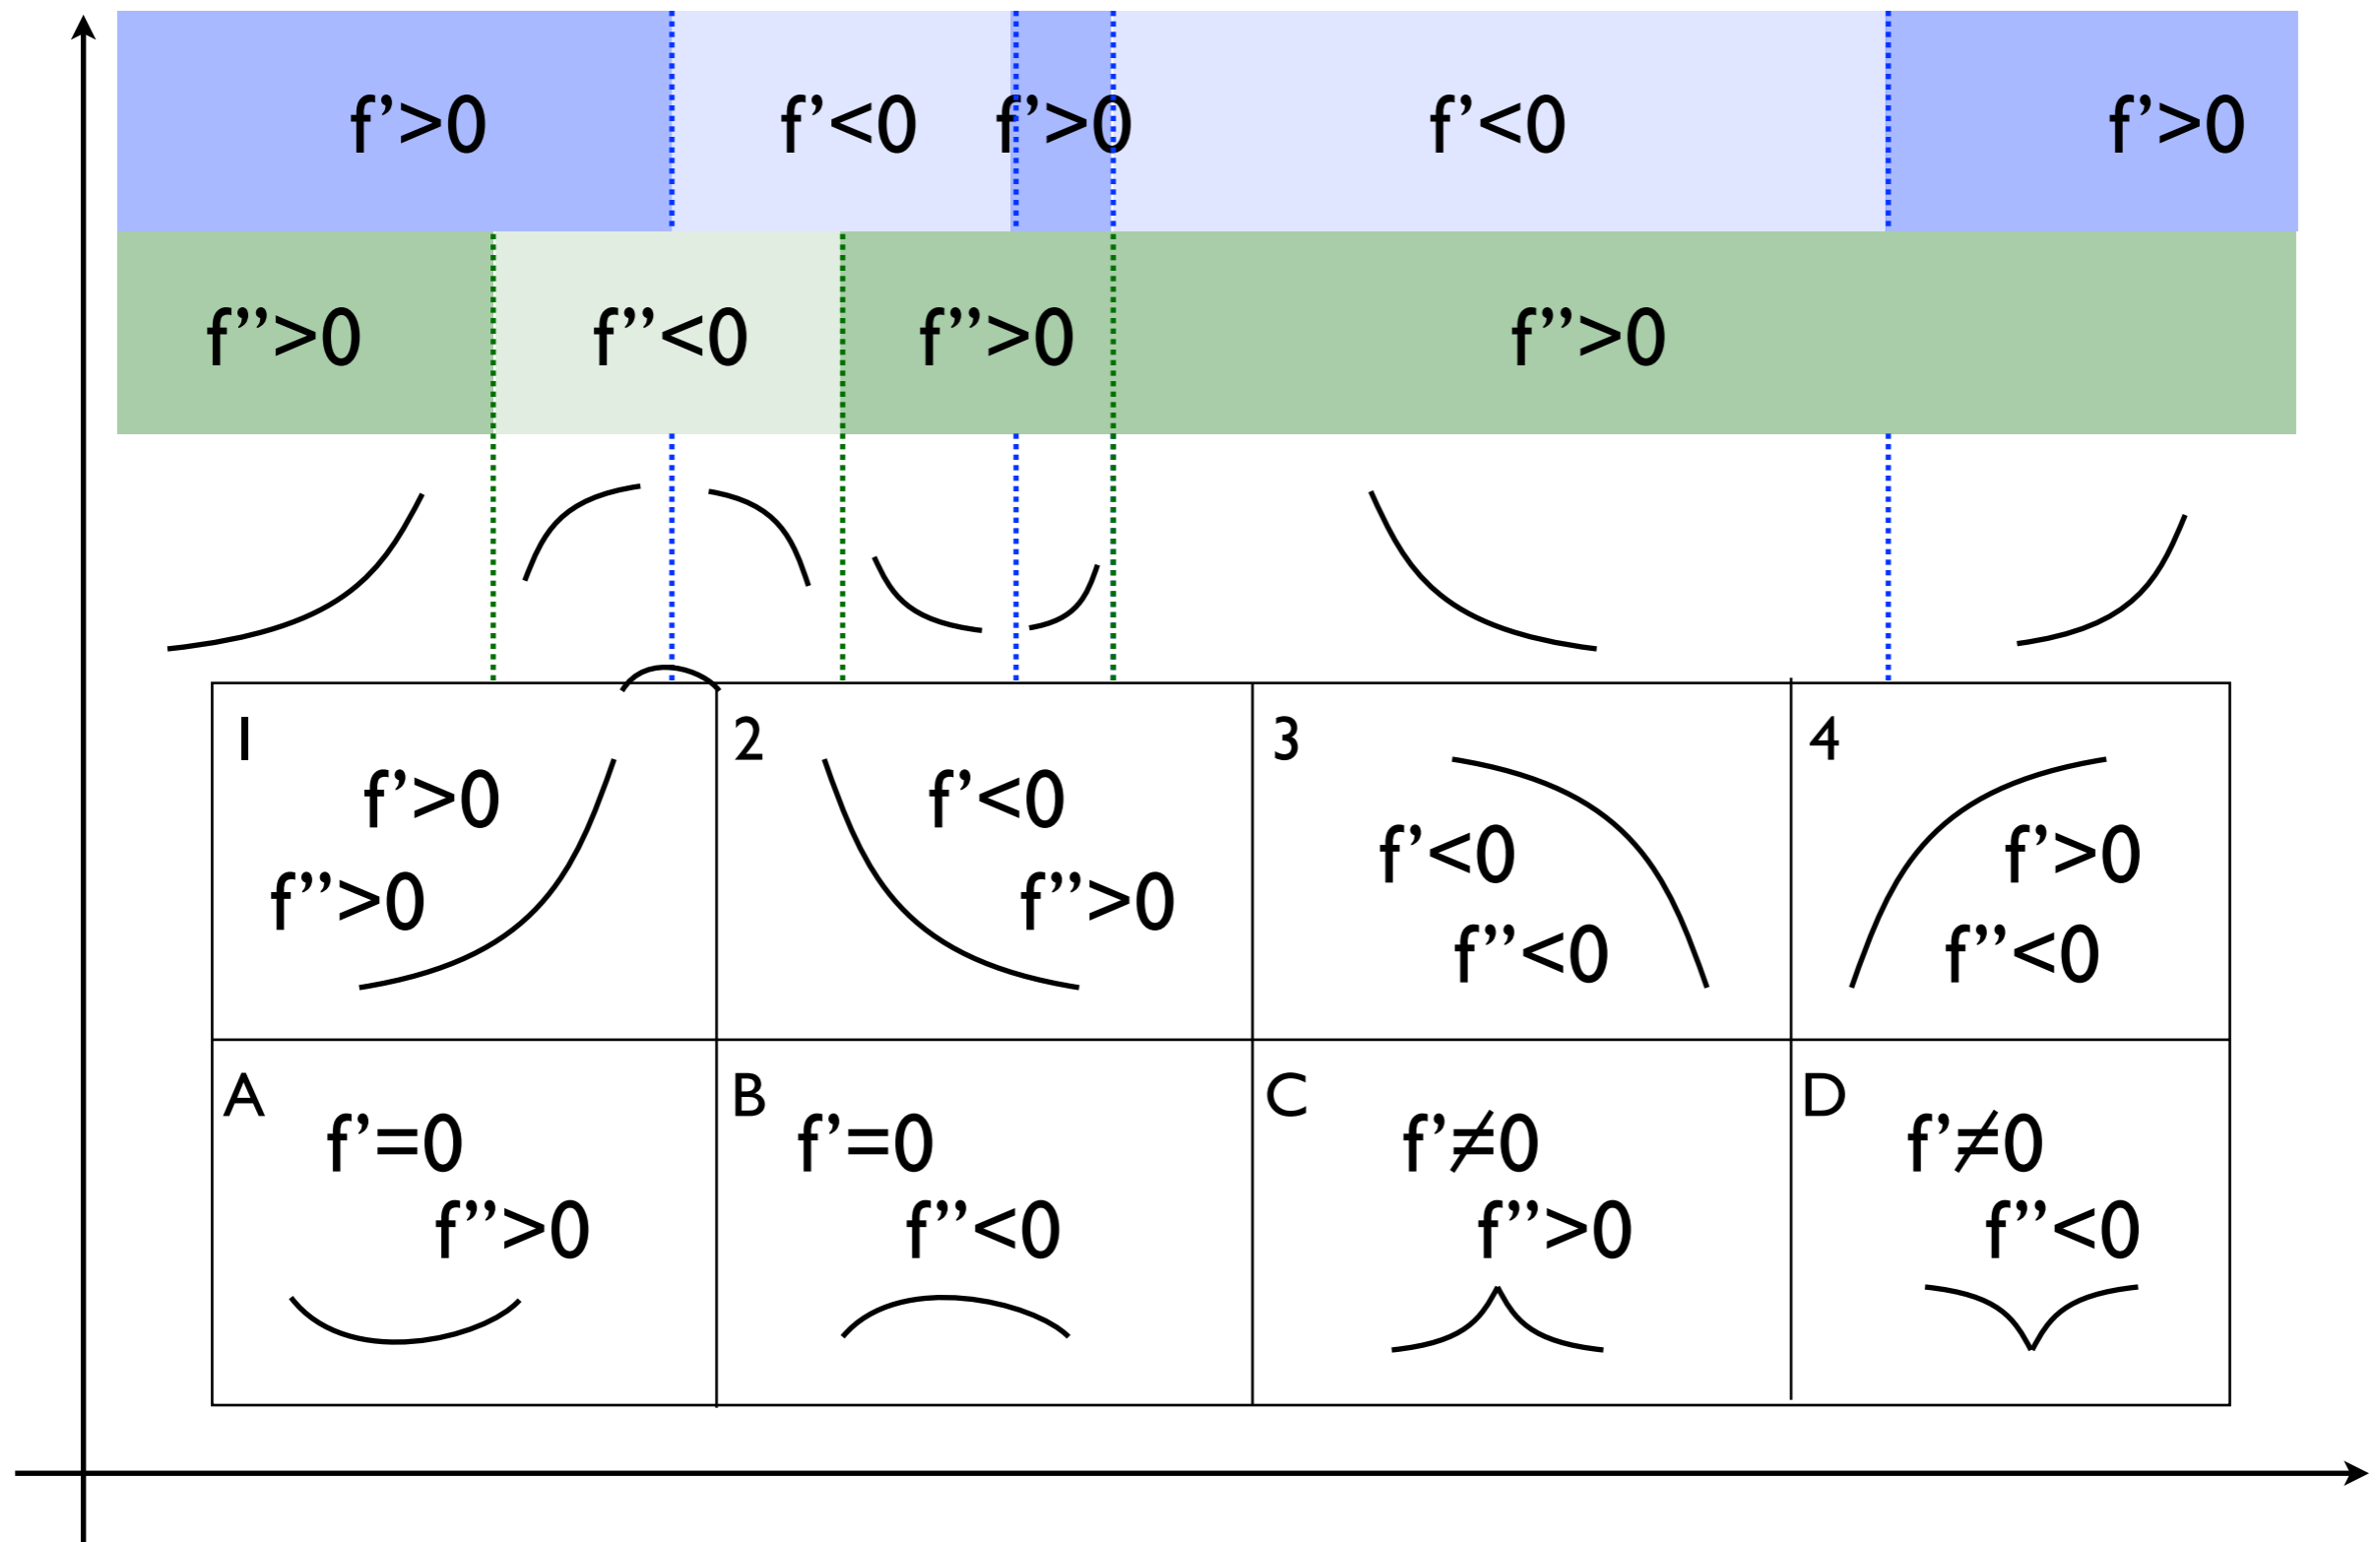 f’>0 f’<0 f’>0 f’<0 f’>0
f’’>0 f’’<0 f’’>0 f’’>0
1 2 3 4
f’>0 f’<0
f’<0 f’>0
f’’>0 f’’>0
f’’<0 f’’<0
A B C D
f’=0 f’=0 f’≠0 f’≠0
f’’>0 f’’<0 f’’>0 f’’<0